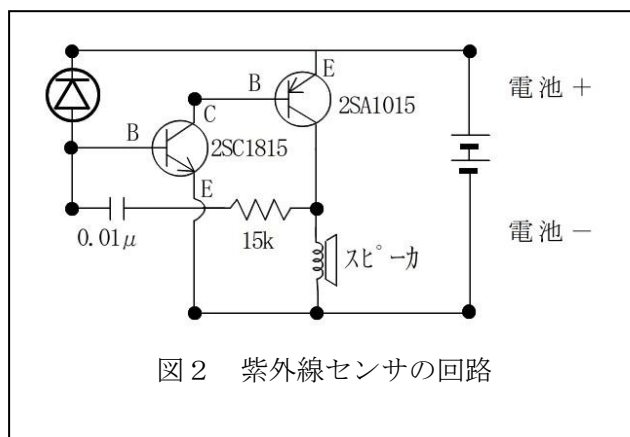 E
B
2SA1015
電池＋
C
B
2SC1815
E
0.01μ
15k
スピーカ
電池－
図２　紫外線センサの回路